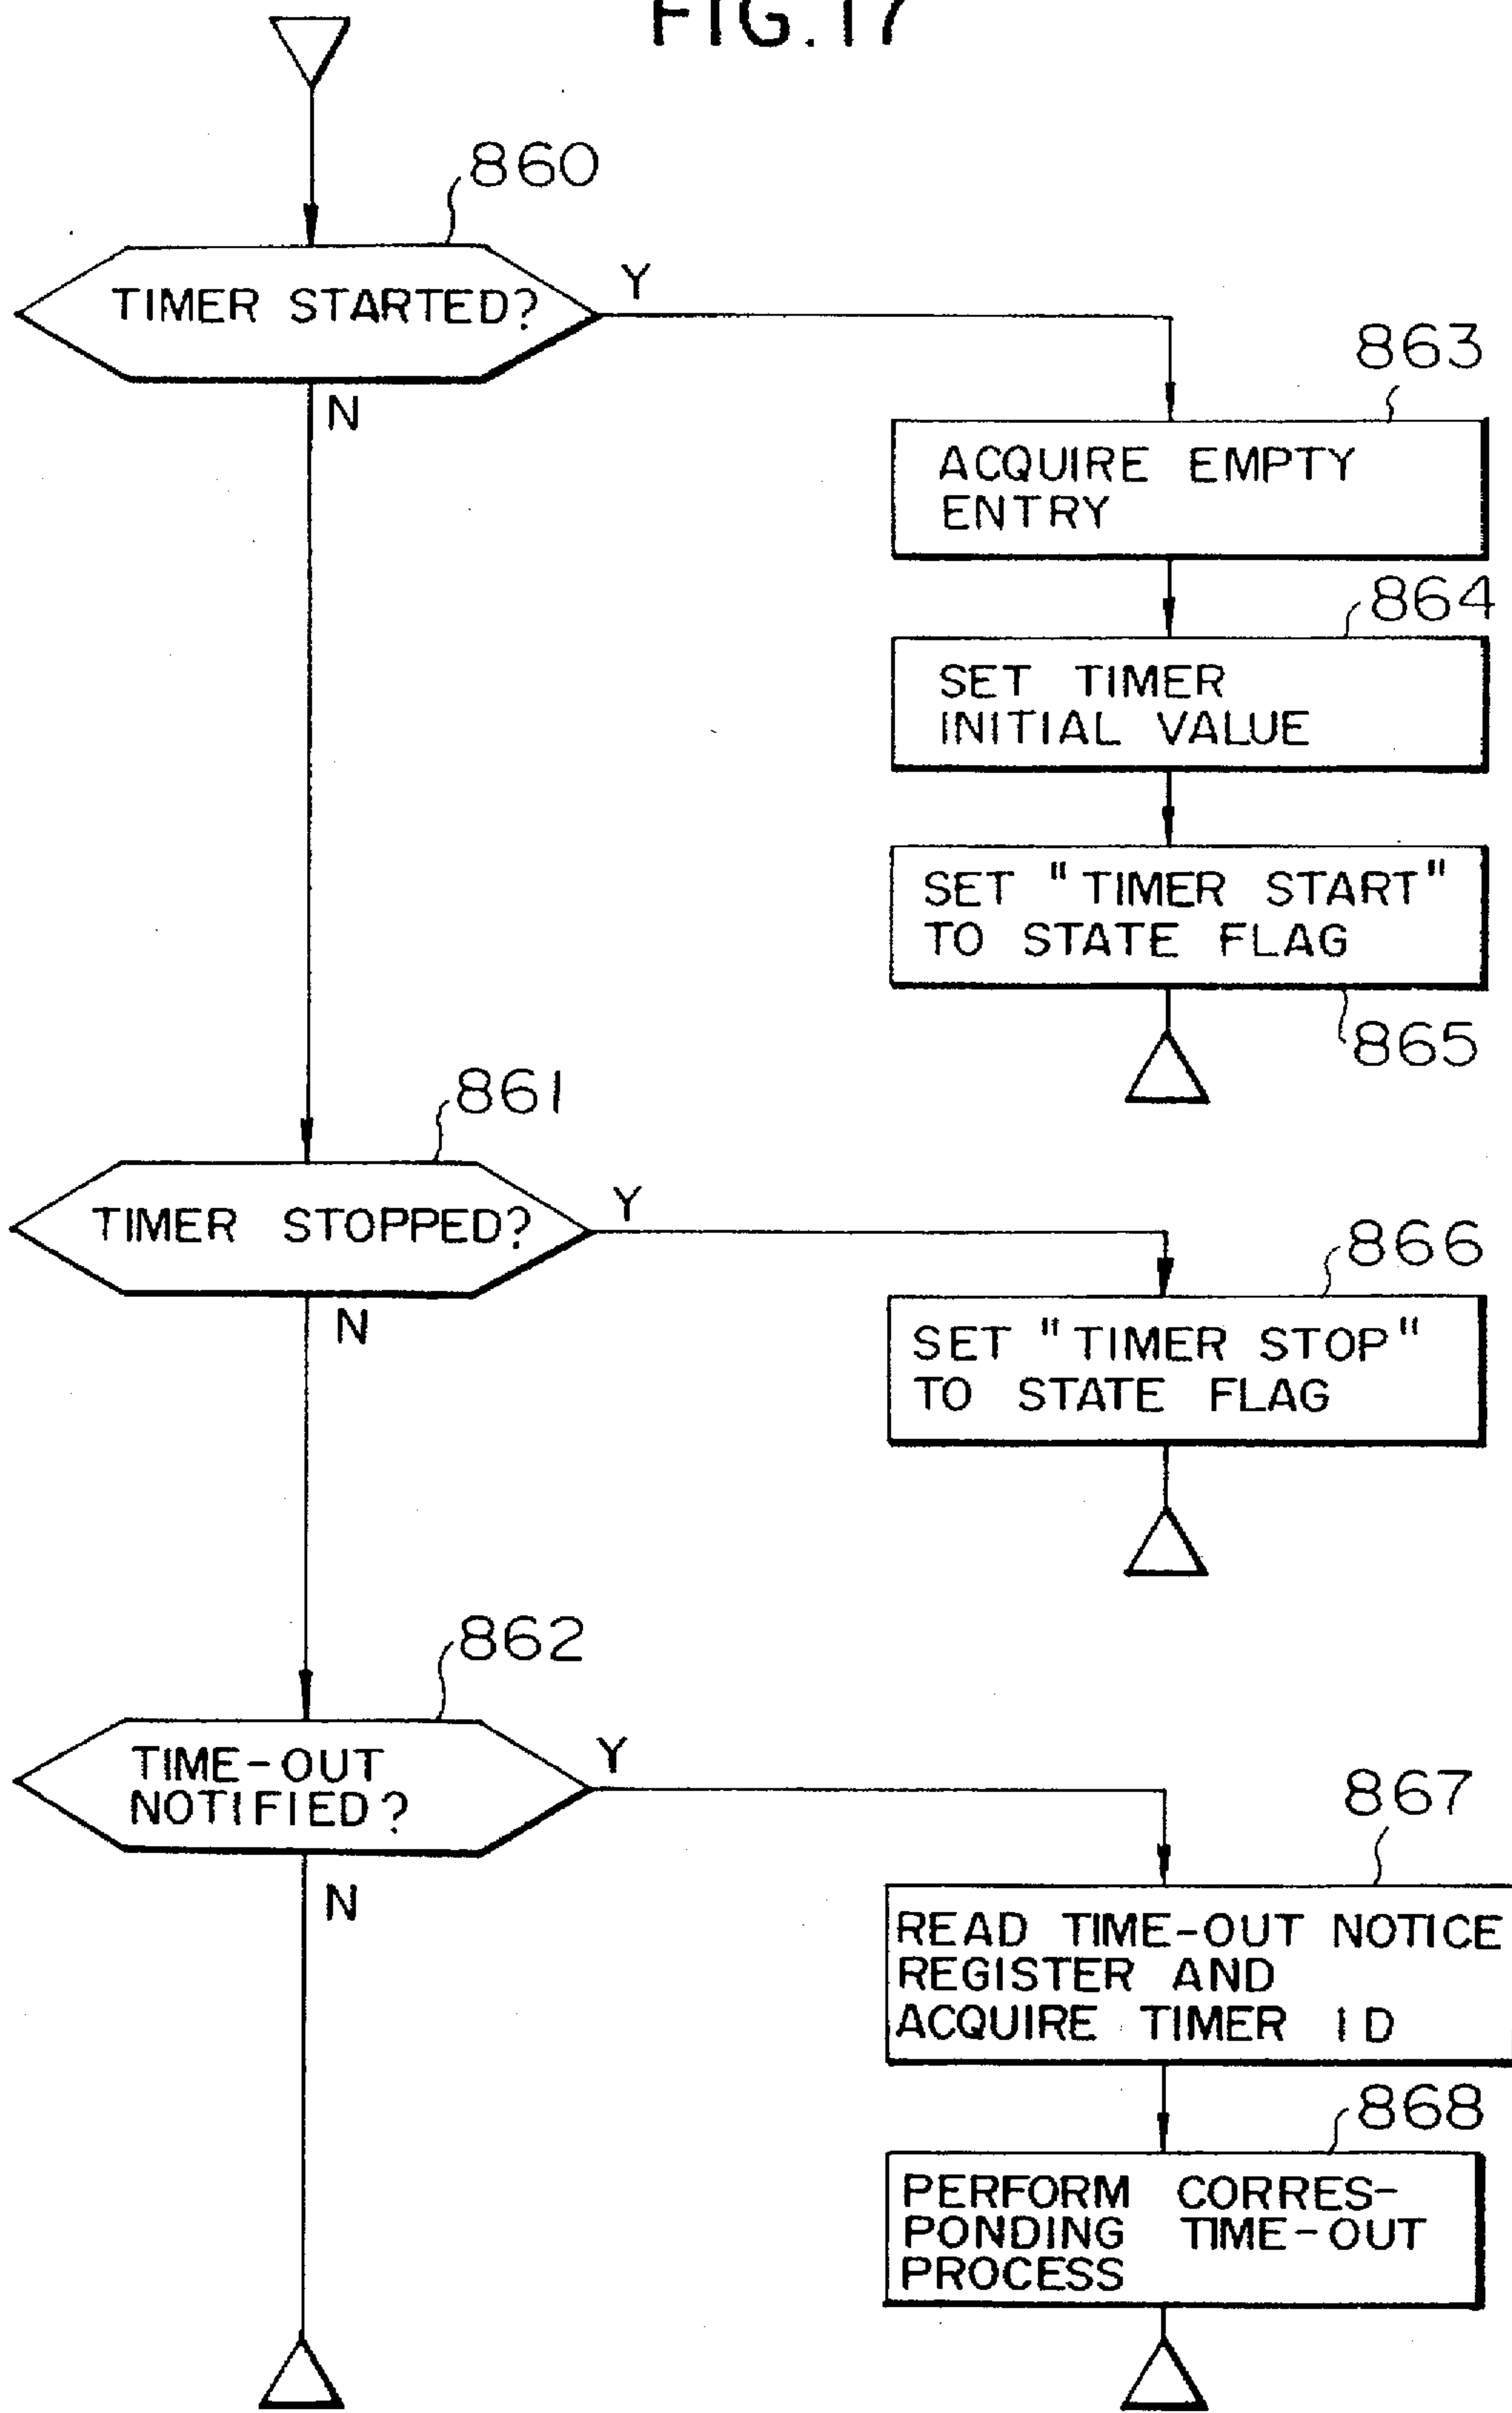 FIG. 17
860
TIMER STARTED?
Y
N
863
ACQUIRE EMPTY
ENTRY
864
SET TIMER
INITIAL VALUE
SET "TIMER START"
TO STATE FLAG
865
861
TIMER STOPPED?
Y
N
866
SET "TIMER STOP"
TO STATE FLAG
862
TIME-OUT
NOTIFIED?
Y
N
867
READ TIME-OUT NOTICE
REGISTER AND
ACQUIRE TIMER ID
868
PERFORM CORRES-
PONDING TIME-OUT
PROCESS